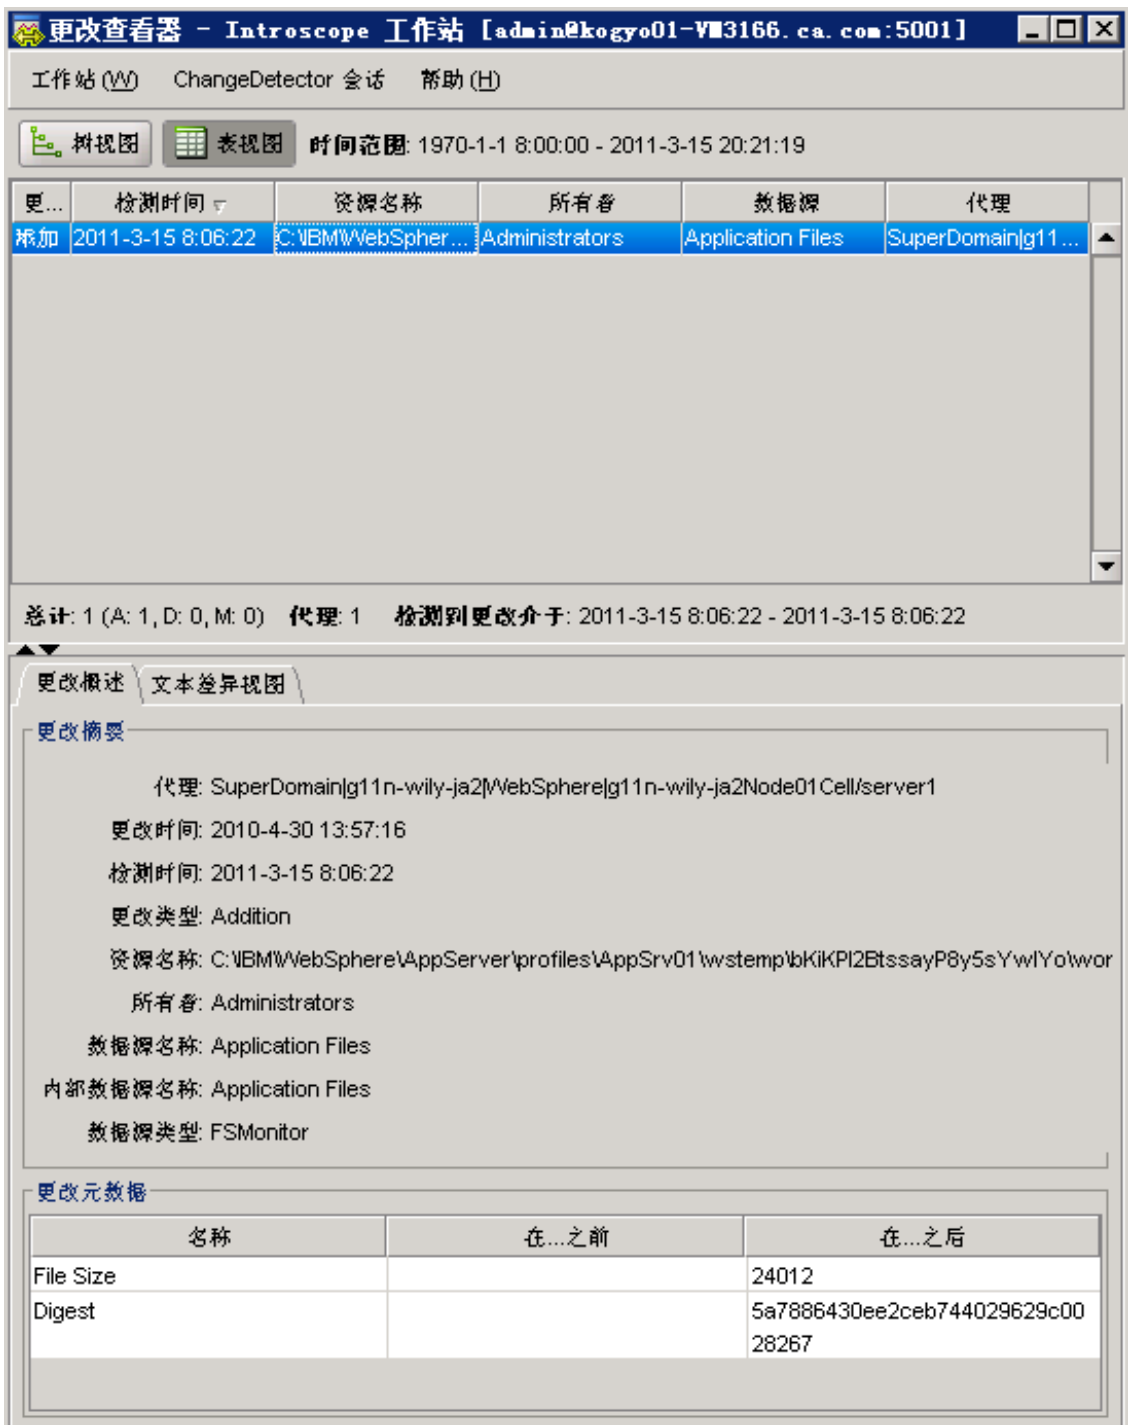 更改查看器 - Introscope 工作站 [admin@kogyo01-VM3166.ca.com:5001]
工作站(W) ChangeDetector 会话 帮助(H)
树视图 表视图 时间范围: 1970-1-1 8:00:00 - 2011-3-15 20:21:19
更... 检测时间 资源名称 所有者 数据源 代理
添加 2011-3-15 8:06:22 C:\IBM\WebSpher... Administrators Application Files SuperDomain|g11...
总计: 1 (A: 1, D: 0, M: 0) 代理: 1 检测到更改介于: 2011-3-15 8:06:22 - 2011-3-15 8:06:22
更改概述 文本差异视图
更改摘要
代理: SuperDomain|g11n-wily-ja2|WebSphere|g11n-wily-ja2Node01Cell/server1
更改时间: 2010-4-30 13:57:16
检测时间: 2011-3-15 8:06:22
更改类型: Addition
资源名称: C:\IBM\WebSphere\AppServer\profiles\AppSrv01\wstemp\bKiKPl2BtssayP8y5sYwIYo\wor
所有者: Administrators
数据源名称: Application Files
内部数据源名称: Application Files
数据源类型: FSMonitor
更改元数据
名称 在...之前 在...之后
File Size 24012
Digest 5a7886430ee2ceb744029629c00
28267